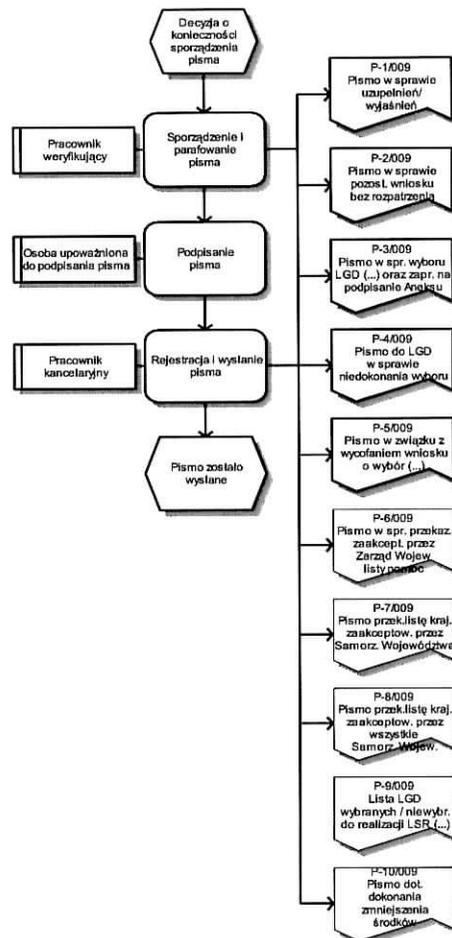 Decyzja o
konieczności
sporządzenia
pisma
Pracownik
weryfikujący
Sporządzenie i
parafowanie
pisma
Osoba upoważniona
do podpisania pisma
Podpisanie
pisma
Pracownik
kancelaryjny
Rejestracja i wysłanie
pisma
Pismo zostało
wysłane
P-1/009
Pismo w sprawie
uzupełnień/
wyjaśnień
P-2/009
Pismo w sprawie
pozost. wniosku
bez rozpatrzenia
P-3/009
Pismo w spr. wyboru
LGD (...) oraz zapr. na
podpisanie Aneksu
P-4/009
Pismo do LGD
w sprawie
niedokonania wyboru
P-5/009
Pismo w związku z
wycofaniem wniosku
o wybór (...)
P-6/009
Pismo w spr. przekaz.
zaakcept. przez
Zarząd Wojew.
listy pomoc
P-7/009
Pismo przek.listę kraj.
zaakceptow. przez
Samorz. Województwa
P-8/009
Pismo przek.listę kraj.
zaakceptow. przez
wszystkie
Samorz. Wojew.
P-9/009
Lista LGD
wybranych / niewybr.
do realizacji LSR (...)
P-10/009
Pismo dot.
dokonania
zmniejszenia
środków